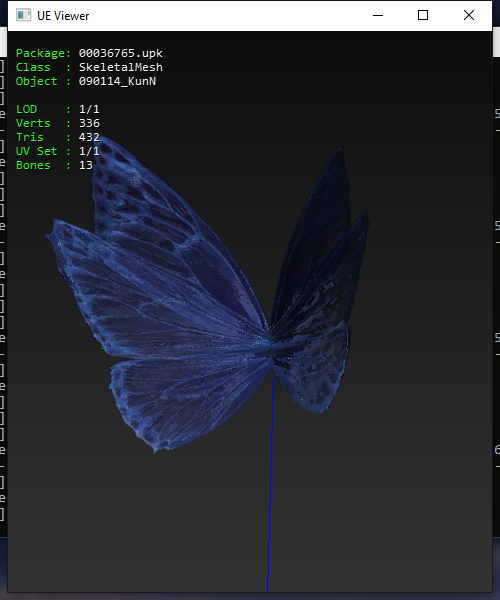 UE Viewer
Package: 00036765.upk
Class : SkeletalMesh
Object : 090114_KunN
LOD : 1/1
Verts : 336
Tris : 432
UV Set : 1/1
Bones : 13